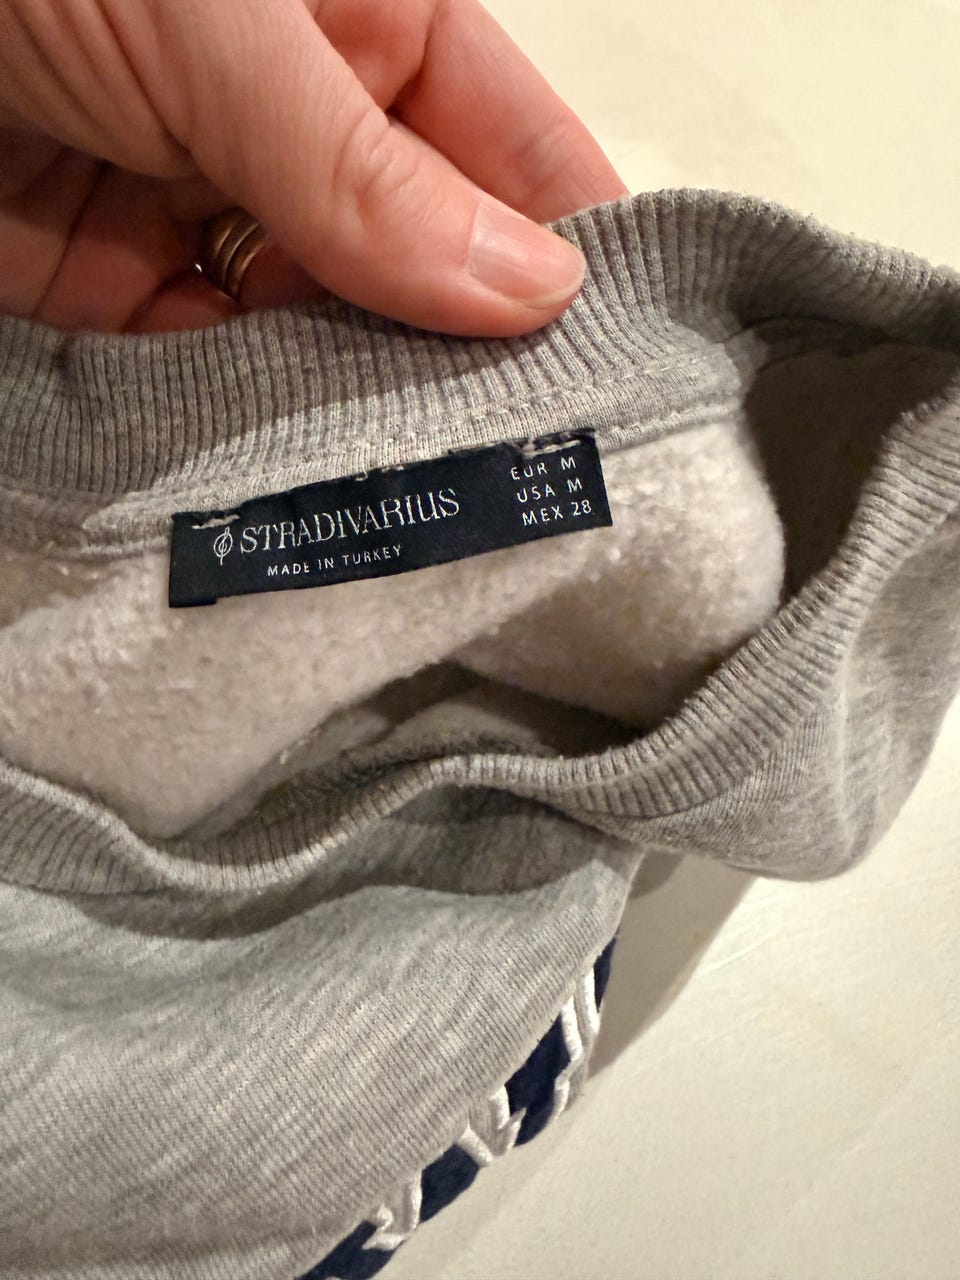 STRADIVARIUS
MADE IN TURKEY
EUR M
USA M
MEX 28